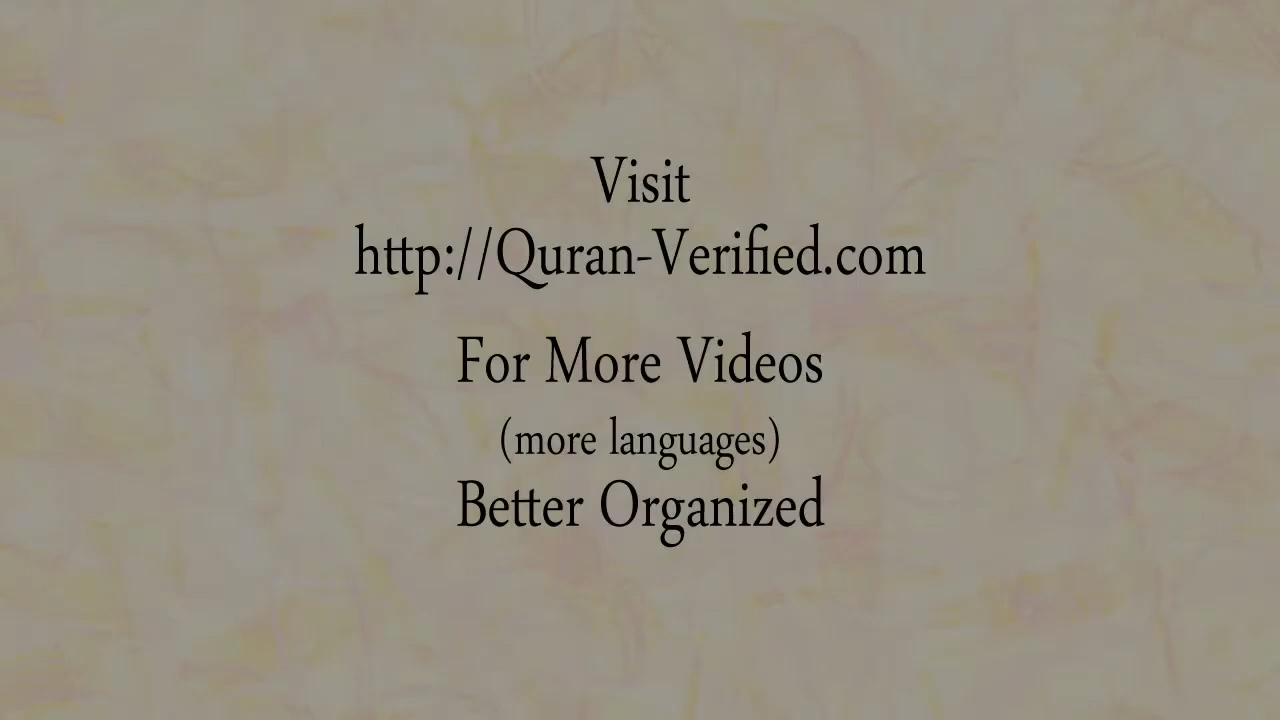 Visit
http://Quran-Verified.com
For More Videos
(more languages)
Better Organized